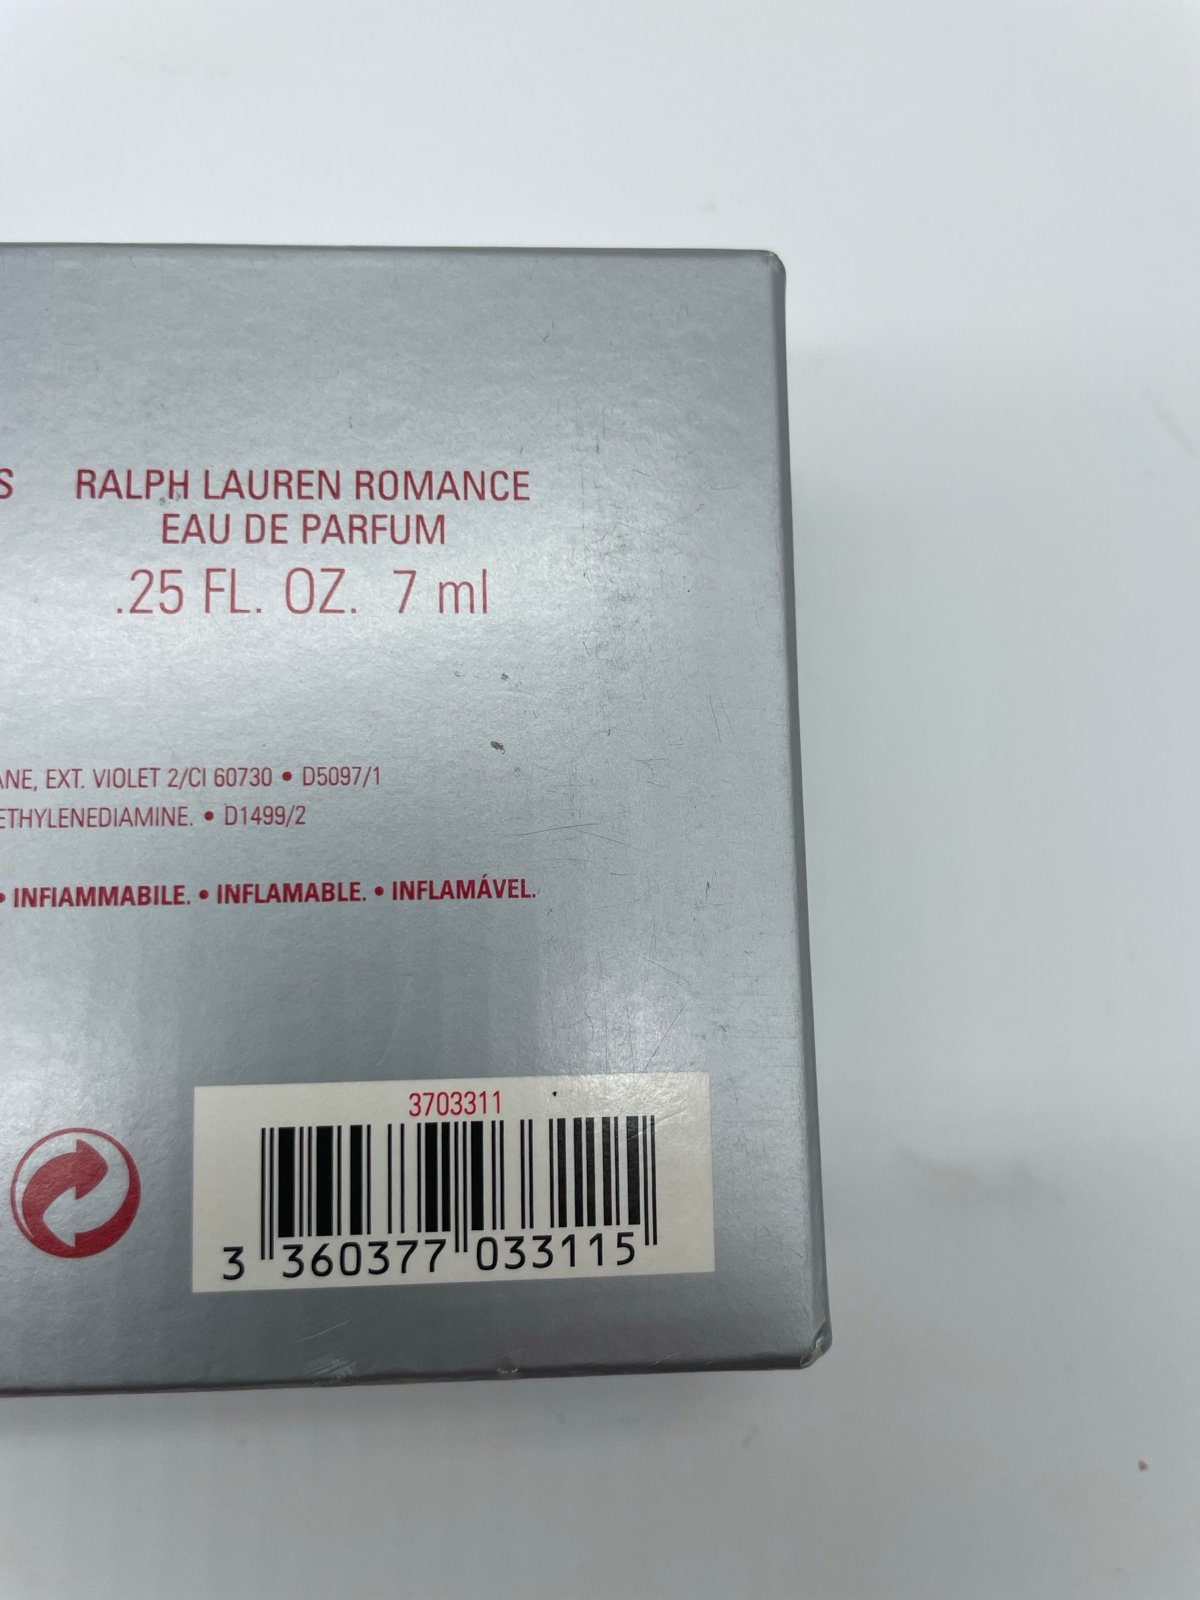 S RALPH LAUREN ROMANCE
EAU DE PARFUM
.25 FL. OZ. 7 ml
EXT. VIOLET 2/CI 60730 • D5097/1
ETHYLENEDIAMINE. • D1499/2
• INFIAMMABILE. • INFLAMABLE. • INFLAMÁVEL.
3703311
3 360377 033115